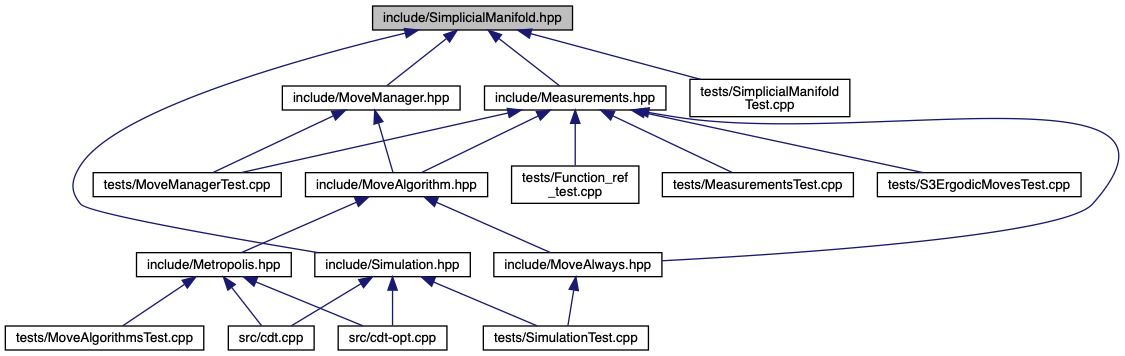 include/SimplicialManifold.hpp
include/MoveManager.hpp
include/Measurements.hpp
tests/SimplicialManifold
Test.cpp
tests/MoveManagerTest.cpp
include/MoveAlgorithm.hpp
tests/Function_ref
_test.cpp
tests/MeasurementsTest.cpp
tests/S3ErgodicMovesTest.cpp
include/Metropolis.hpp
include/Simulation.hpp
include/MoveAlways.hpp
tests/MoveAlgorithmsTest.cpp
src/cdt.cpp
src/cdt-opt.cpp
tests/SimulationTest.cpp